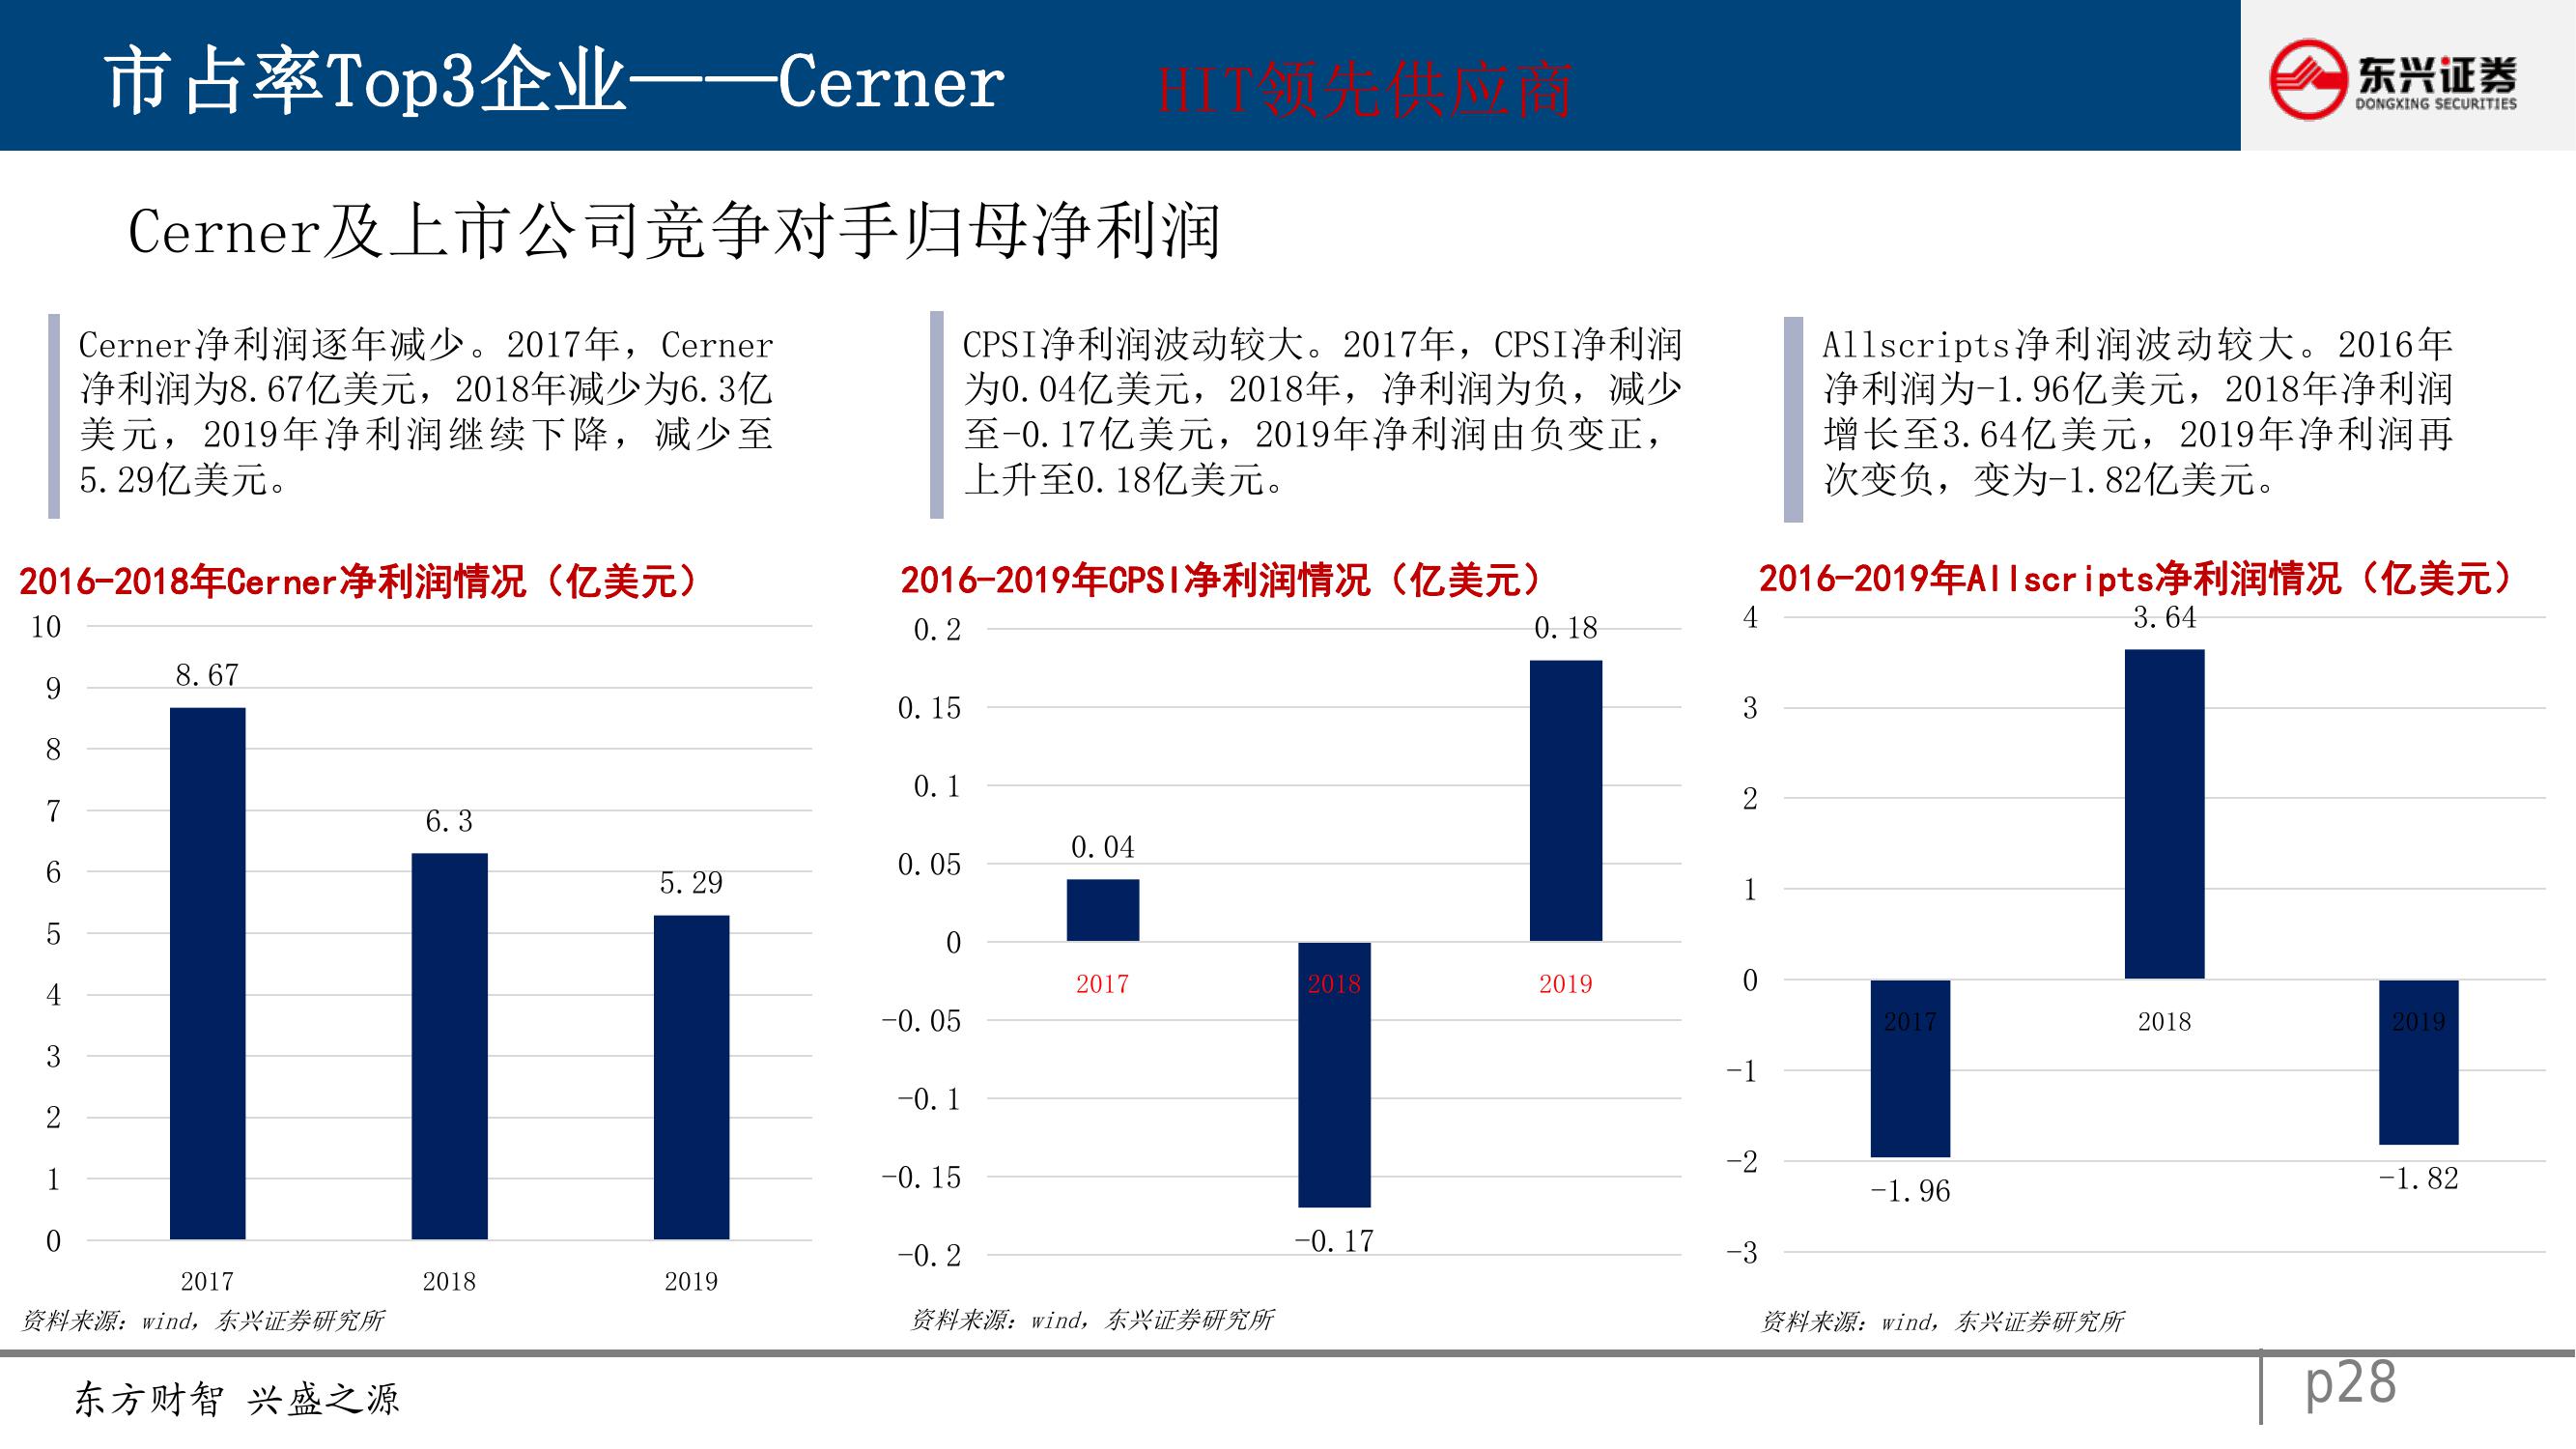 市占率Top3企业——Cerner
HIT领先供应商
东兴证券
DONGXING SECURITIES
Cerner及上市公司竞争对手归母净利润
Cerner净利润逐年减少。2017年，Cerner
净利润为8.67亿美元，2018年减少为6.3亿
美元，2019年净利润继续下降，减少至
5.29亿美元。
CPSI净利润波动较大。2017年，CPSI净利润
为0.04亿美元，2018年，净利润为负，减少
至-0.17亿美元，2019年净利润由负变正，
上升至0.18亿美元。
Allscripts净利润波动较大。2016年
净利润为-1.96亿美元，2018年净利润
增长至3.64亿美元，2019年净利润再
次变负，变为-1.82亿美元。
2016-2018年Cerner净利润情况（亿美元）
10
9
8
7
6
5
4
3
2
1
0
8.67
6.3
5.29
2017
2018
2019
资料来源：wind，东兴证券研究所
2016-2019年CPSI净利润情况（亿美元）
0.2
0.15
0.1
0.05
0
-0.05
-0.1
-0.15
-0.2
0.04
-0.17
0.18
2017
2018
2019
资料来源：wind，东兴证券研究所
2016-2019年Allscripts净利润情况（亿美元）
4
3
2
1
0
-1
-2
-3
-1.96
3.64
-1.82
2017
2018
2019
资料来源：wind，东兴证券研究所
东方财智 兴盛之源
p28